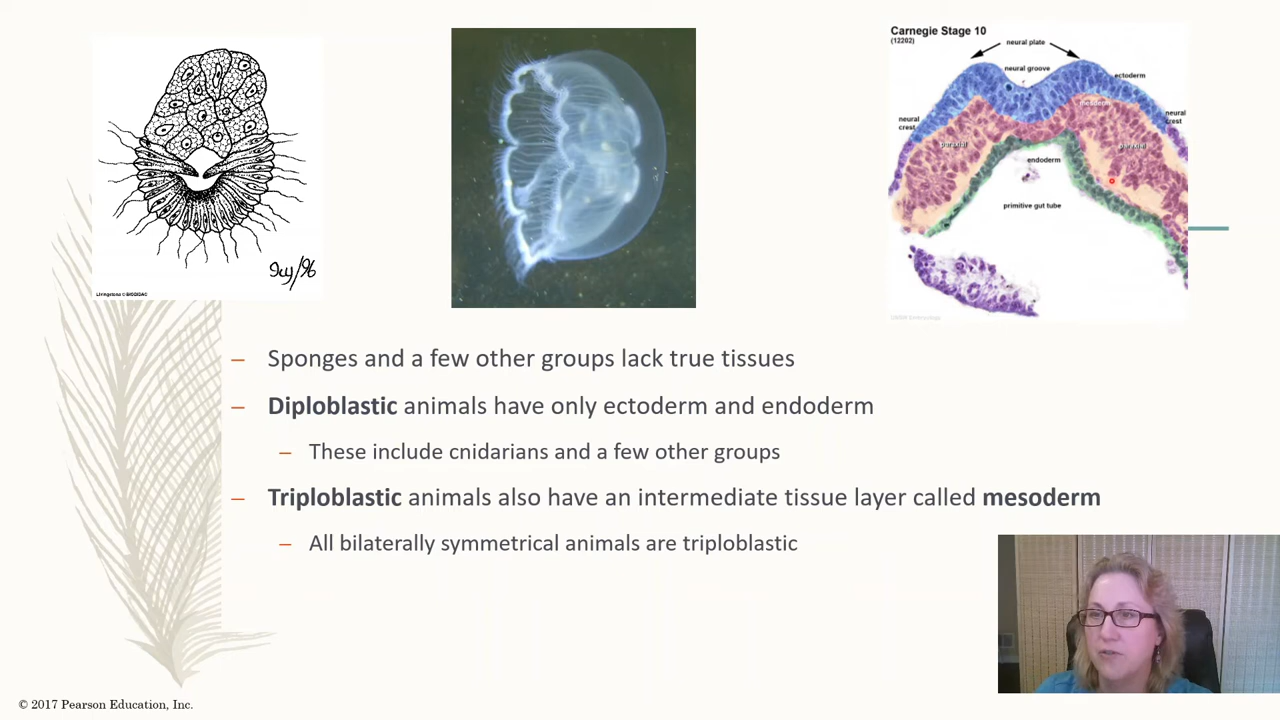 Carnegie Stage 10
(12202)
neural plate
neural groove
ectoderm
mesoderm
neural
crest
neural
crest
paraxial
paraxial
endoderm
primitive gut tube
– Sponges and a few other groups lack true tissues
– Diploblastic animals have only ectoderm and endoderm
– These include cnidarians and a few other groups
– Triploblastic animals also have an intermediate tissue layer called mesoderm
– All bilaterally symmetrical animals are triploblastic
© 2017 Pearson Education, Inc.